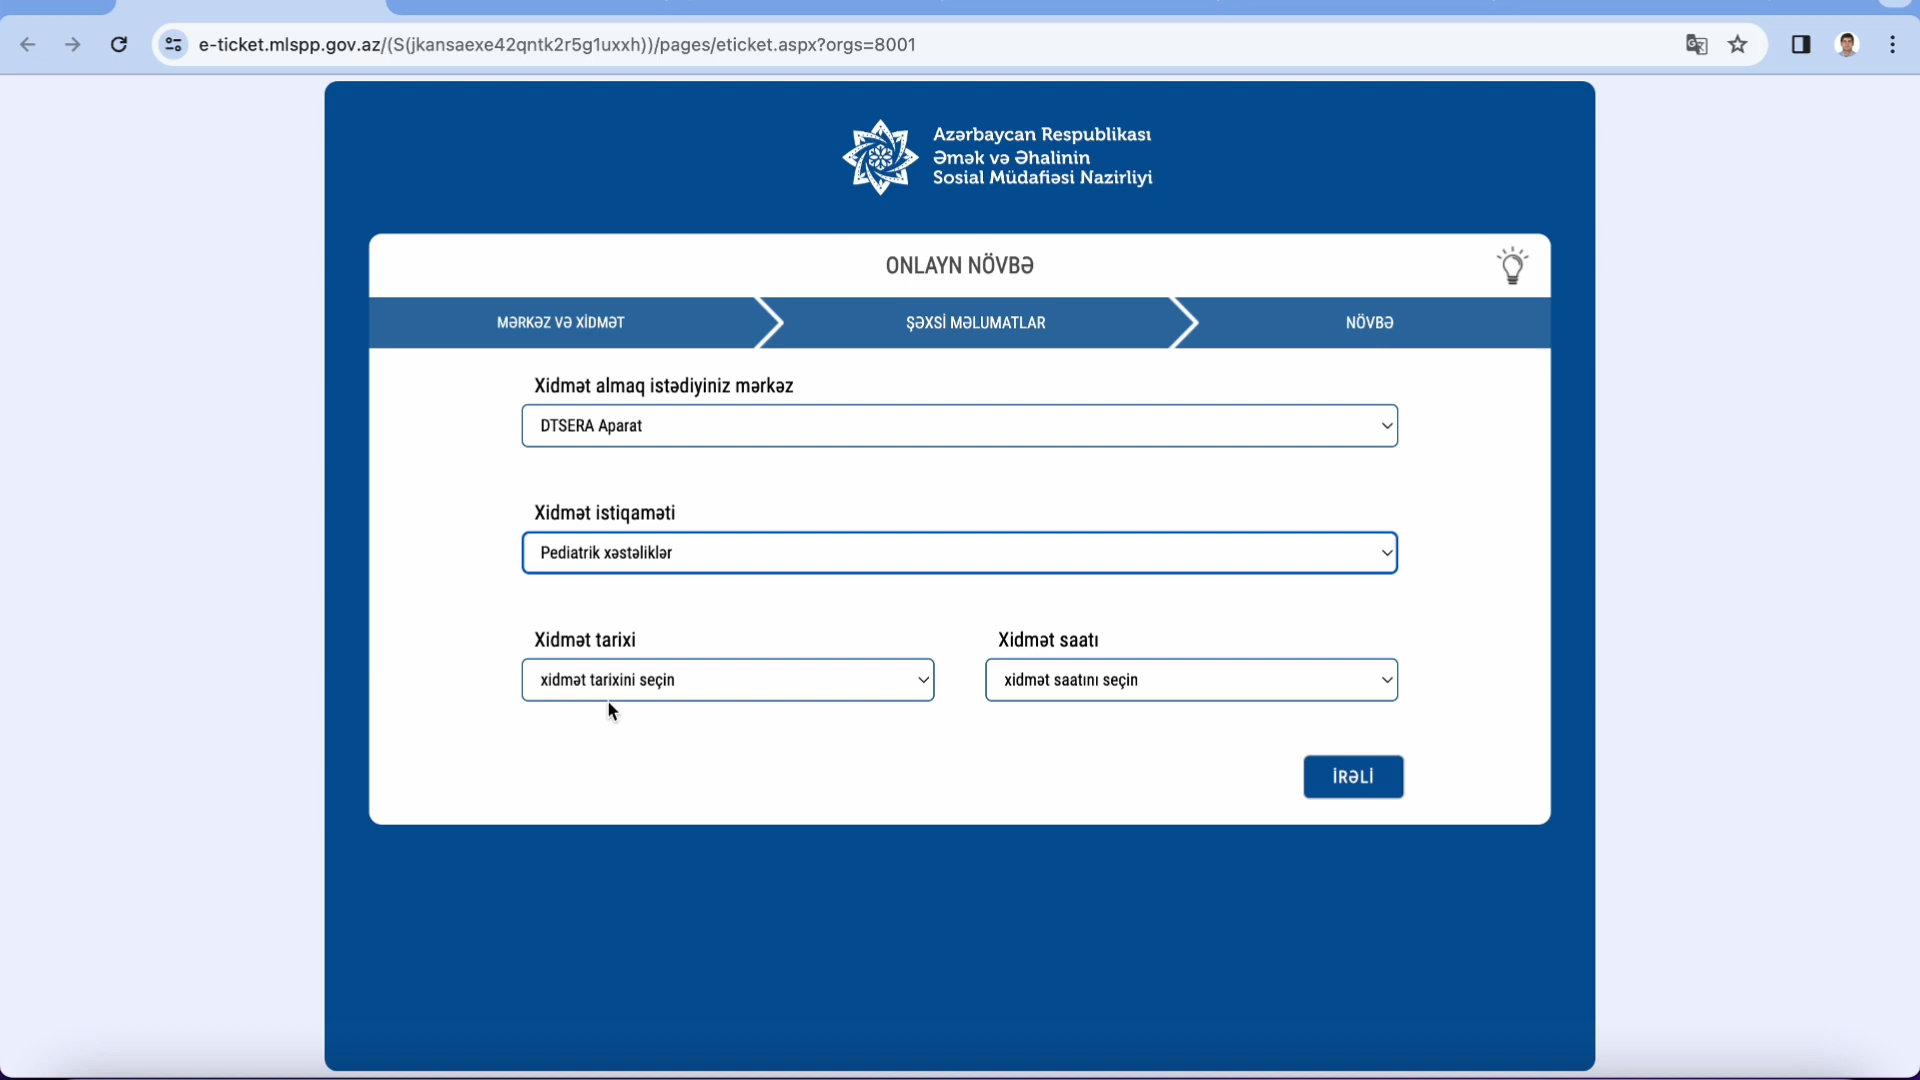 e-ticket.mlspp.gov.az/(S(jkansaexe42qntk2r5g1uxxh))/pages/eticket.aspx?orgs=8001
Azərbaycan Respublikası
Əmək və Əhalinin
Sosial Müdafiəsi Nazirliyi
ONLAYN NÖVBƏ
MƏRKƏZ VƏ XİDMƏT
ŞƏXSİ MƏLUMATLAR
NÖVBƏ
Xidmət almaq istədiyiniz mərkəz
DTSERA Aparat
Xidmət istiqaməti
Pediatrik xəstəliklər
Xidmət tarixi
Xidmət saatı
xidmət tarixini seçin
xidmət saatını seçin
İRƏLİ